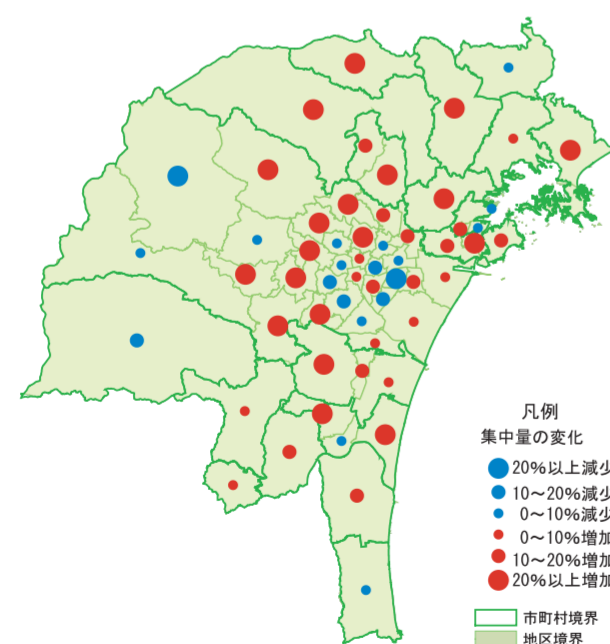 凡例
集中量の変化
20%以上減少
10～20%減少
0～10%減少
0～10%増加
10～20%増加
20%以上増加
市町村境界
地区境界